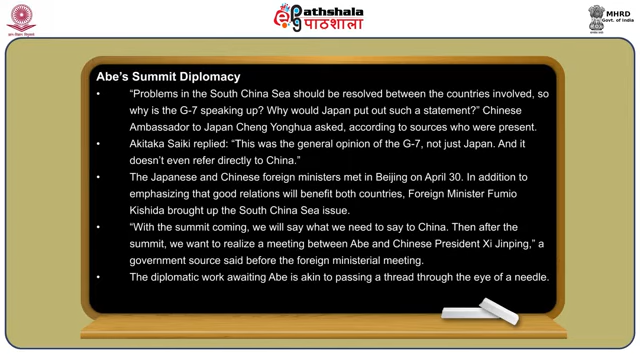 ePathshala
पाठशाला
MHRD
Govt. of India
Abe's Summit Diplomacy
• "Problems in the South China Sea should be resolved between the countries involved, so
why is the G-7 speaking up? Why would Japan put out such a statement?" Chinese
Ambassador to Japan Cheng Yonghua asked, according to sources who were present.
• Akitaka Saiki replied: "This was the general opinion of the G-7, not just Japan. And it
doesn't even refer directly to China."
• The Japanese and Chinese foreign ministers met in Beijing on April 30. In addition to
emphasizing that good relations will benefit both countries, Foreign Minister Fumio
Kishida brought up the South China Sea issue.
• "With the summit coming, we will say what we need to say to China. Then after the
summit, we want to realize a meeting between Abe and Chinese President Xi Jinping," a
government source said before the foreign ministerial meeting.
• The diplomatic work awaiting Abe is akin to passing a thread through the eye of a needle.